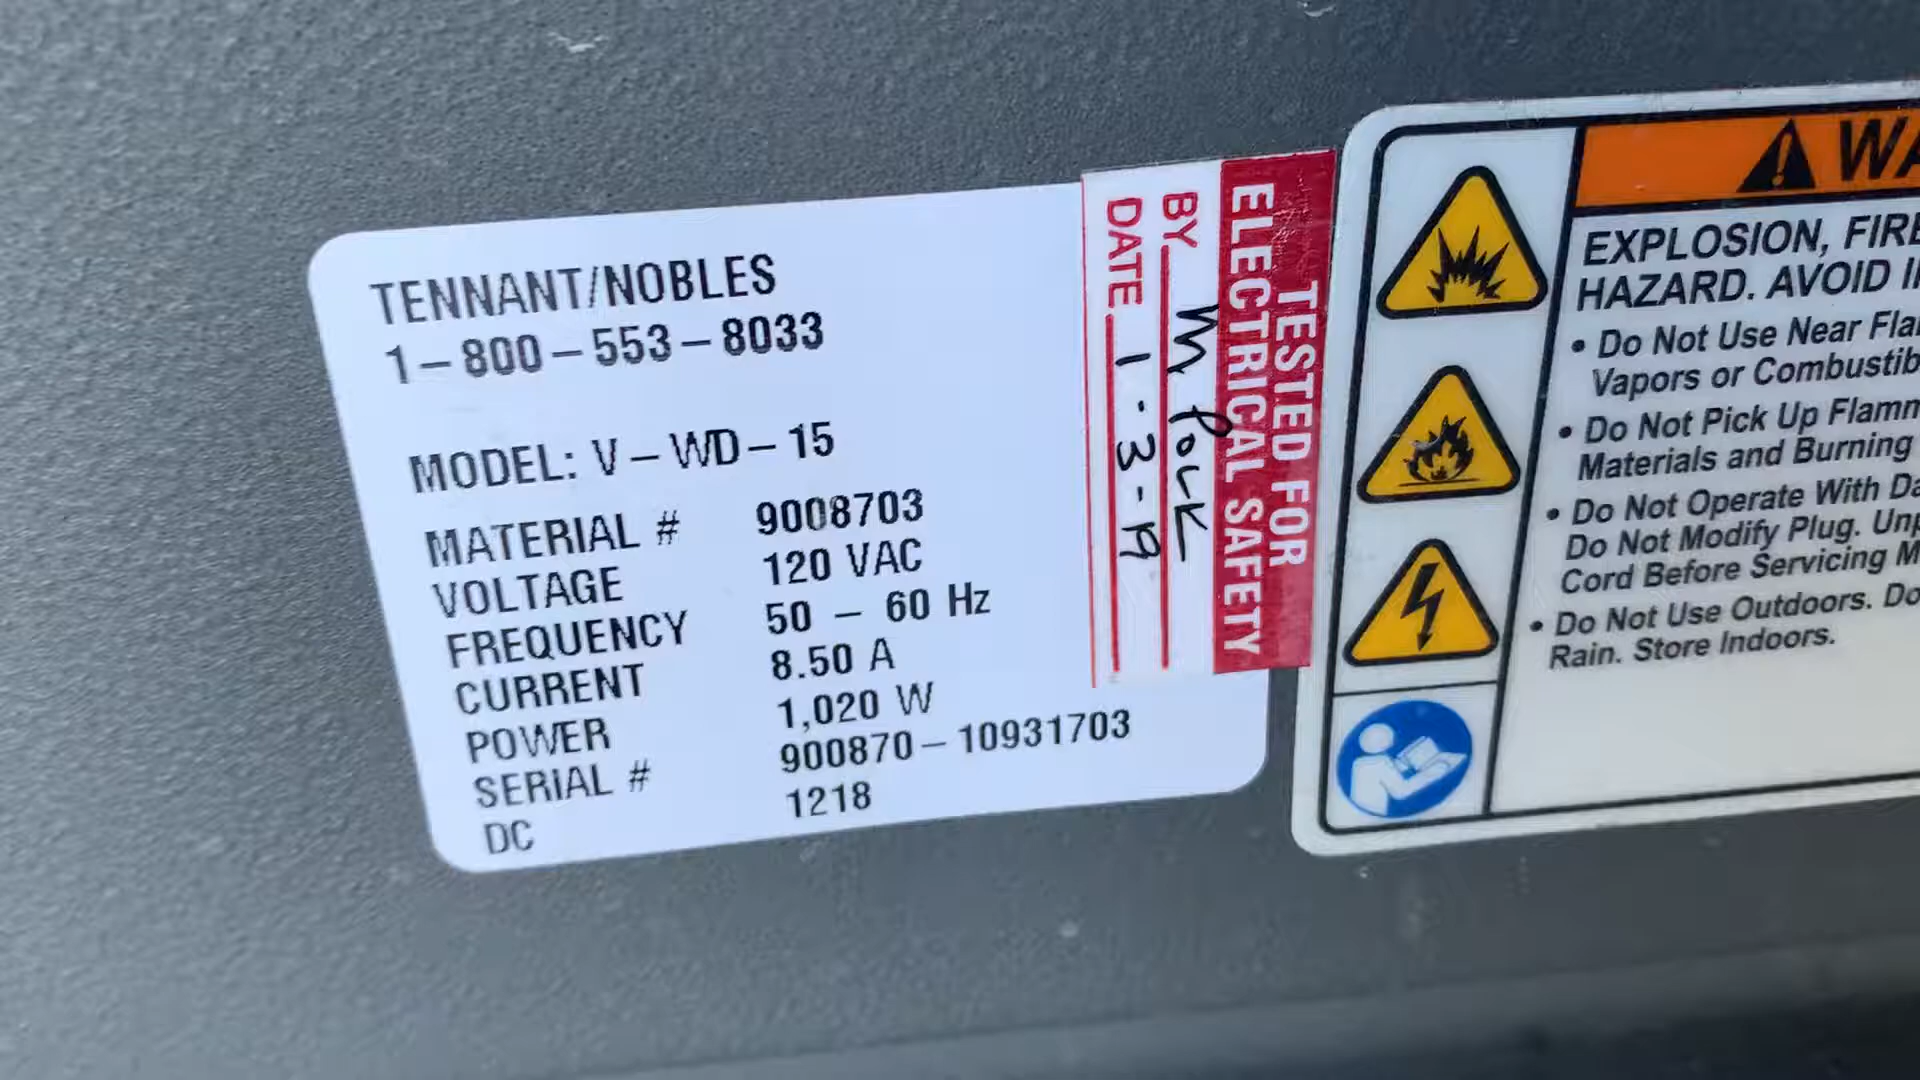 TENNANT/NOBLES
1-800-553-8033
MODEL: V-WD-15
MATERIAL # 9008703
VOLTAGE 120 VAC
FREQUENCY 50 - 60 Hz
CURRENT 8.50 A
POWER 1,020 W
SERIAL # 900870-10931703
DC 1218
TESTED FOR
ELECTRICAL SAFETY
BY M Polk
DATE 1-3-19
EXPLOSION, FIRE
HAZARD. AVOID
• Do Not Use Near
Vapors or
• Do Not Pick Up
Materials and Burning
• Do Not Operate With
Do Not Modify Plug.
Cord Before Servicing
• Do Not Use Outdoors.
Rain. Store Indoors.